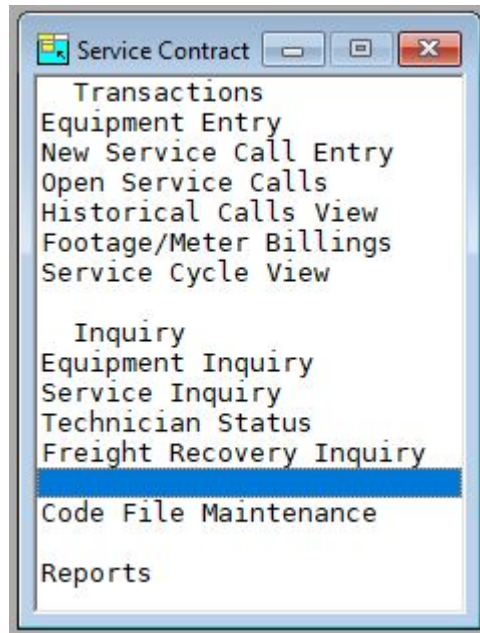 Service Contract
Transactions
Equipment Entry
New Service Call Entry
Open Service Calls
Historical Calls View
Footage/Meter Billings
Service Cycle View
Inquiry
Equipment Inquiry
Service Inquiry
Technician Status
Freight Recovery Inquiry
Code File Maintenance
Reports